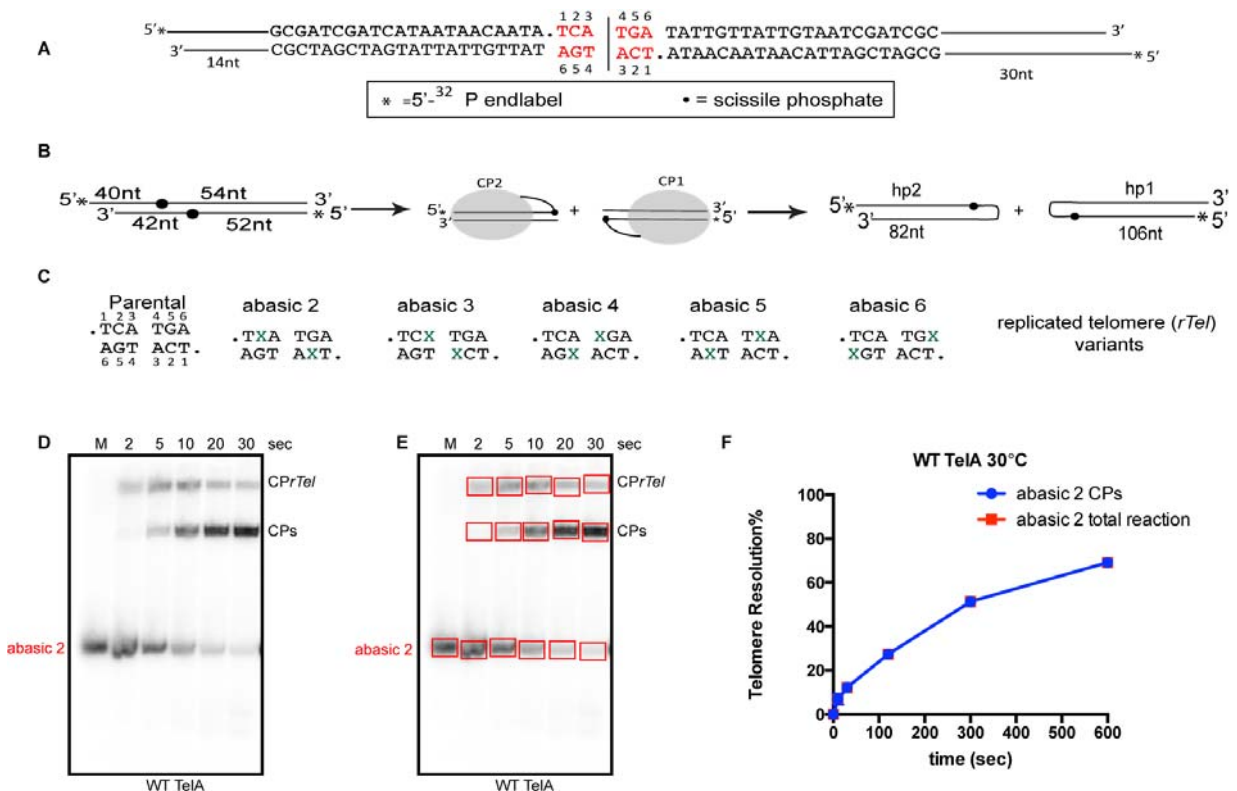 A
1 2 3 4 5 6
5’* GCGATCGATCATAATAACAATA. TCA TGA TATTGTTATTGTAATCGATCGC 3’
3’ CGCTAGCTAGTATTATTGTTAT AGT ACT. ATAACAATAACATTAGCTAGCG * 5’
14nt 6 5 4 3 2 1 30nt
* =5’-32 P endlabel • = scissile phosphate
B
5’* 40nt 54nt 3’
3’ 42nt 52nt * 5’
CP2
5’* 3’
+
CP1
3’ * 5’
hp2
5’* 3’
82nt
+
hp1
3’ * 5’
106nt
C
Parental abasic 2 abasic 3 abasic 4 abasic 5 abasic 6
1 2 3 4 5 6
.TCA TGA .TXA TGA .TCX TGA .TCA XGA .TCA TXA .TCA TGX
AGT ACT. AGT AXT. AGT XCT. AGX ACT. AXT ACT. XGT ACT.
6 5 4 3 2 1
replicated telomere (rTel)
variants
D
M 2 5 10 20 30 sec
CPrTel
CPs
abasic 2
WT TelA
E
M 2 5 10 20 30 sec
CPrTel
CPs
abasic 2
WT TelA
F
WT TelA 30°C
abasic 2 CPs
abasic 2 total reaction
Telomere Resolution%
100
80
60
40
20
0
0 100 200 300 400 500 600
time (sec)